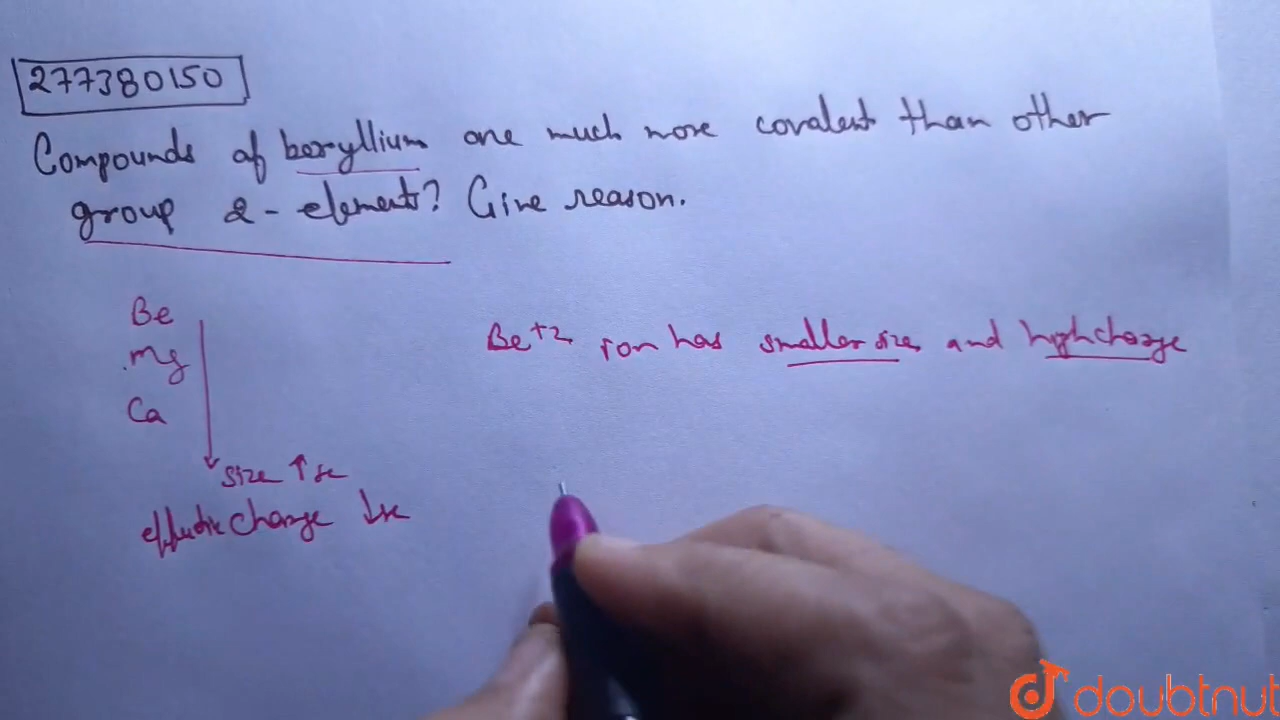 277380150
Compounds of beryllium are much more covalent than other
group 2-element? Give reason.
Be
Mg
Ca
size ↑se
effective charge ↓se
Be+2 ion has smaller size and high charge
doubtnut